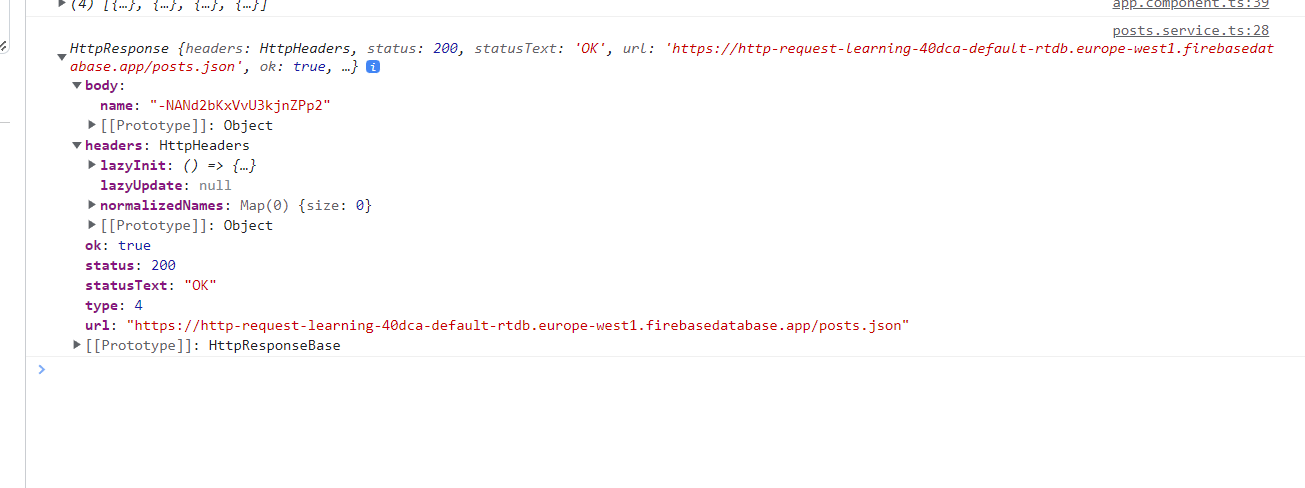 (4) [{…}, {…}, {…}, {…}] app.component.ts:39
posts.service.ts:28
HttpResponse {headers: HttpHeaders, status: 200, statusText: 'OK', url: 'https://http-request-learning-40dca-default-rtdb.europe-west1.firebasedat
abase.app/posts.json', ok: true, …} i
body:
name: "-NANd2bKxVvU3kjnZPp2"
[[Prototype]]: Object
headers: HttpHeaders
lazyInit: () => {…}
lazyUpdate: null
normalizedNames: Map(0) {size: 0}
[[Prototype]]: Object
ok: true
status: 200
statusText: "OK"
type: 4
url: "https://http-request-learning-40dca-default-rtdb.europe-west1.firebasedatabase.app/posts.json"
[[Prototype]]: HttpResponseBase